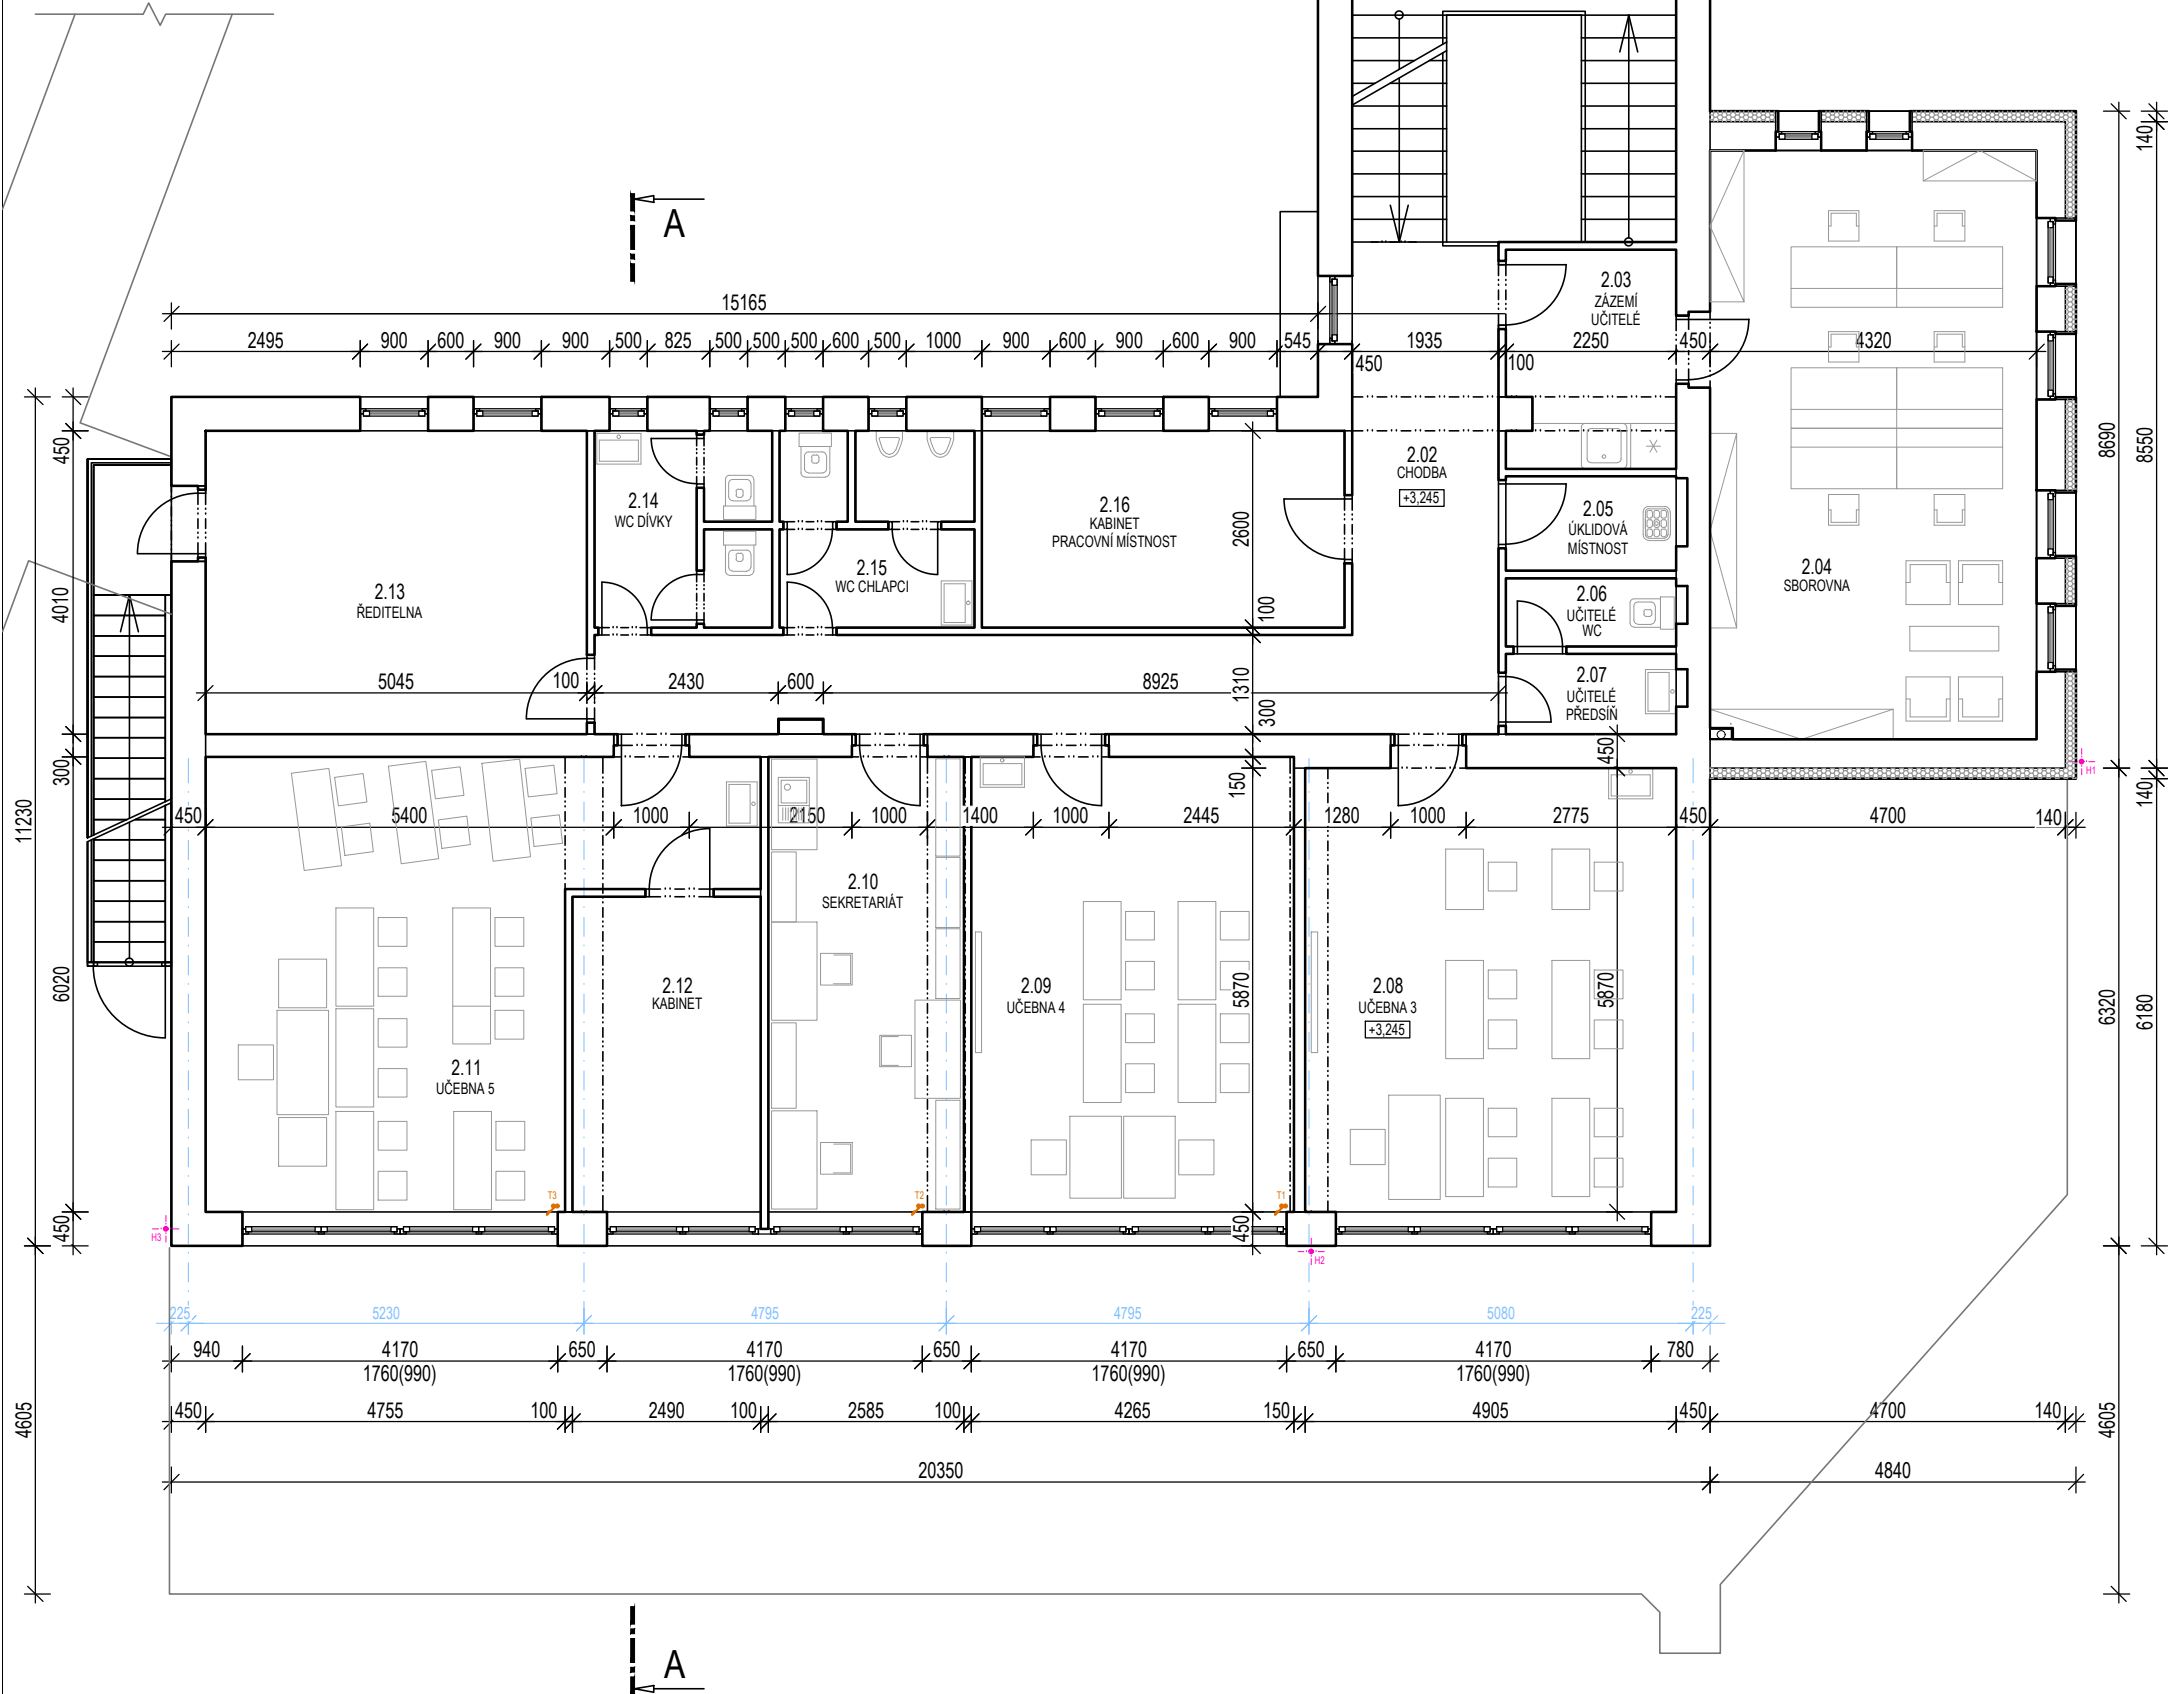 A
15165
2495 900 600 900 900 500 825 500 500 500 600 500 1000 900 600 900 600 900 545 1935 2250 450 4320
450 100
2.03
ZÁZEMÍ
UČITELÉ
140
8690
8550
450
4010
300
11230
6020
450
4605
2.02
CHODBA
+3,245
2.14
WC DÍVKY
2.16
KABINET
PRACOVNÍ MÍSTNOST
2600
2.05
ÚKLIDOVÁ
MÍSTNOST
2.15
WC CHLAPCI
2.13
ŘEDITELNA
2.04
SBOROVNA
2.06
UČITELÉ
WC
100
2.07
UČITELÉ
PŘEDSÍŇ
5045 100 2430 600 8925
1310
300
450
150
H1
140
450 5400 1000 2150 1000 1400 1000 2445 1280 1000 2775 450 4700 140
2.10
SEKRETARIÁT
2.12
KABINET
2.09
UČEBNA 4
5870
2.08
UČEBNA 3
+3,245
5870
6320
6180
2.11
UČEBNA 5
T3 T2 T1
450
H3 H2
225 5230 4795 4795 5080 225
940 4170 650 4170 650 4170 650 4170 780
1760(990) 1760(990) 1760(990) 1760(990)
450 4755 100 2490 100 2585 100 4265 150 4905 450 4700 140
4605
20350 4840
A